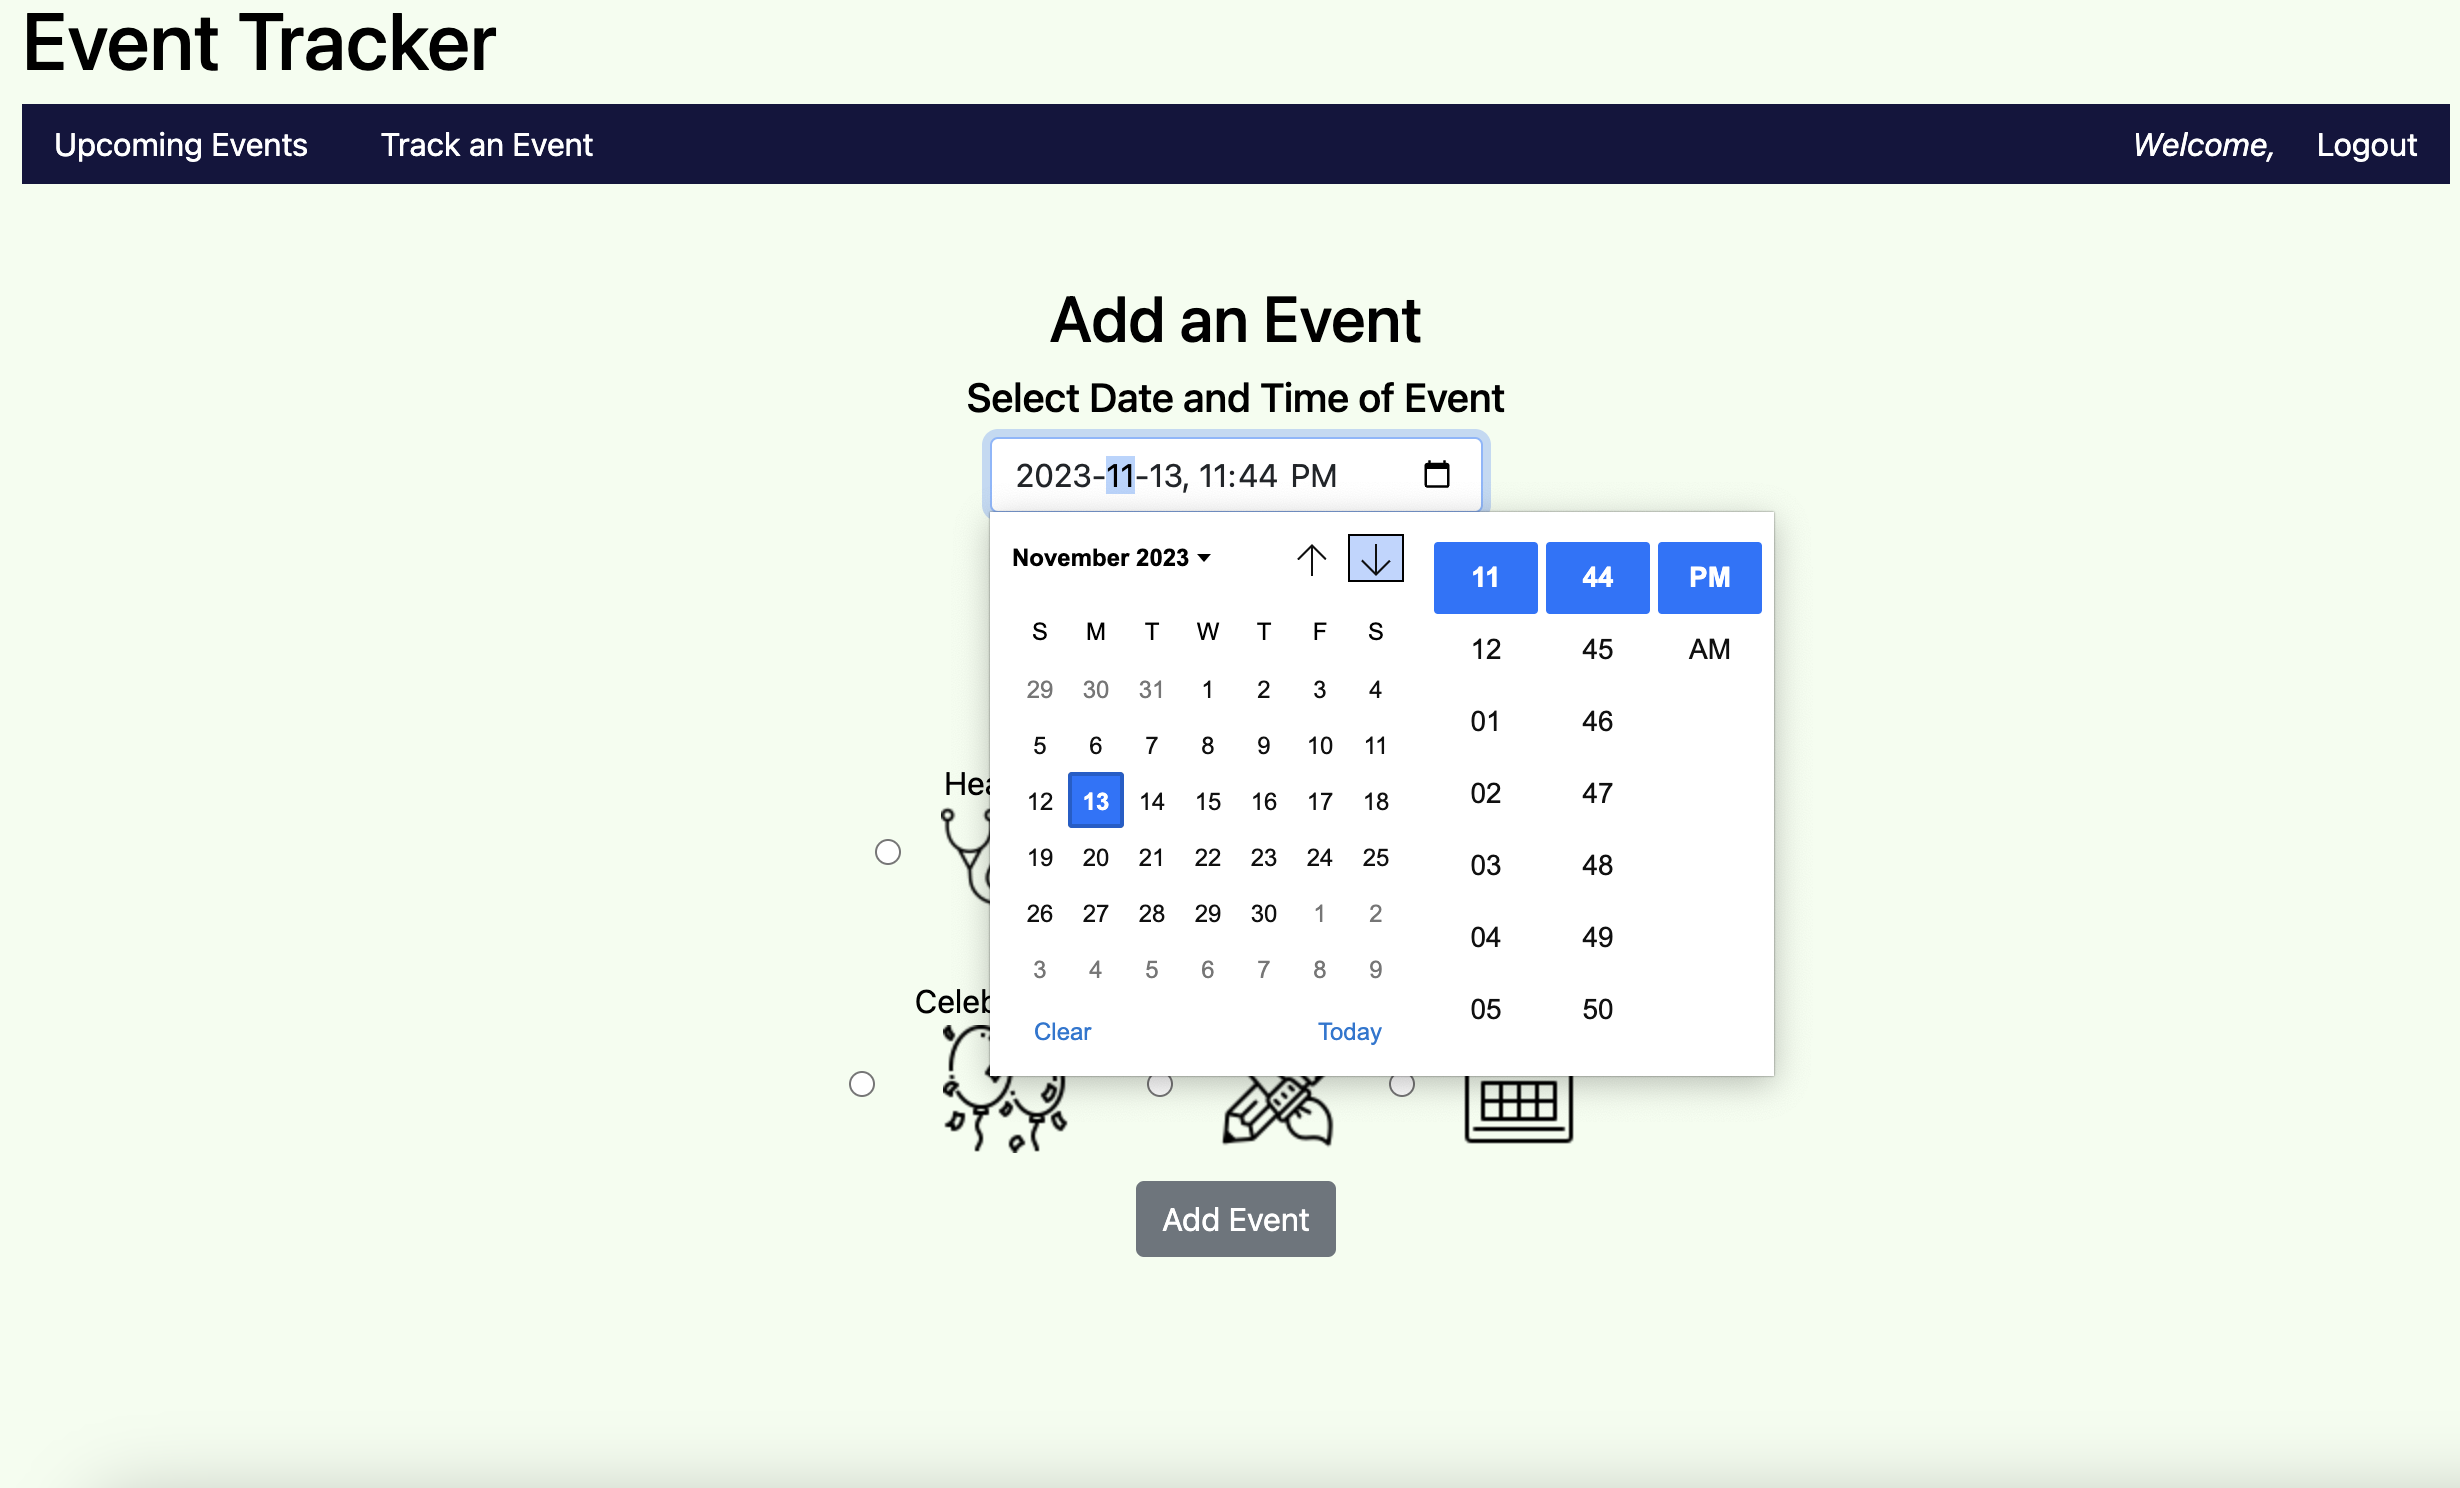 Event Tracker
Upcoming Events Track an Event Welcome, Logout
Add an Event
Select Date and Time of Event
2023-11-13, 11:44 PM
November 2023
11 44 PM
S M T W T F S
12 45 AM
29 30 31 1 2 3 4
01 46
5 6 7 8 9 10 11
02 47
12 13 14 15 16 17 18
03 48
19 20 21 22 23 24 25
04 49
26 27 28 29 30 1 2
3 4 5 6 7 8 9
05 50
Clear Today
Add Event